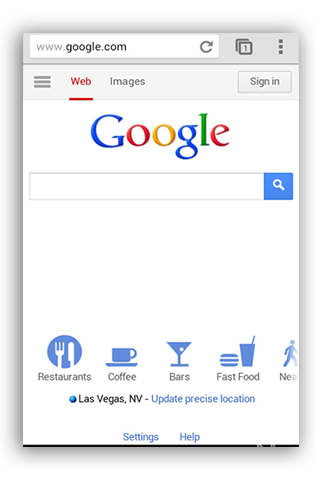 www.google.com 1
Web Images Sign in
Google
Restaurants Coffee Bars Fast Food Nea
Las Vegas, NV - Update precise location
Settings Help